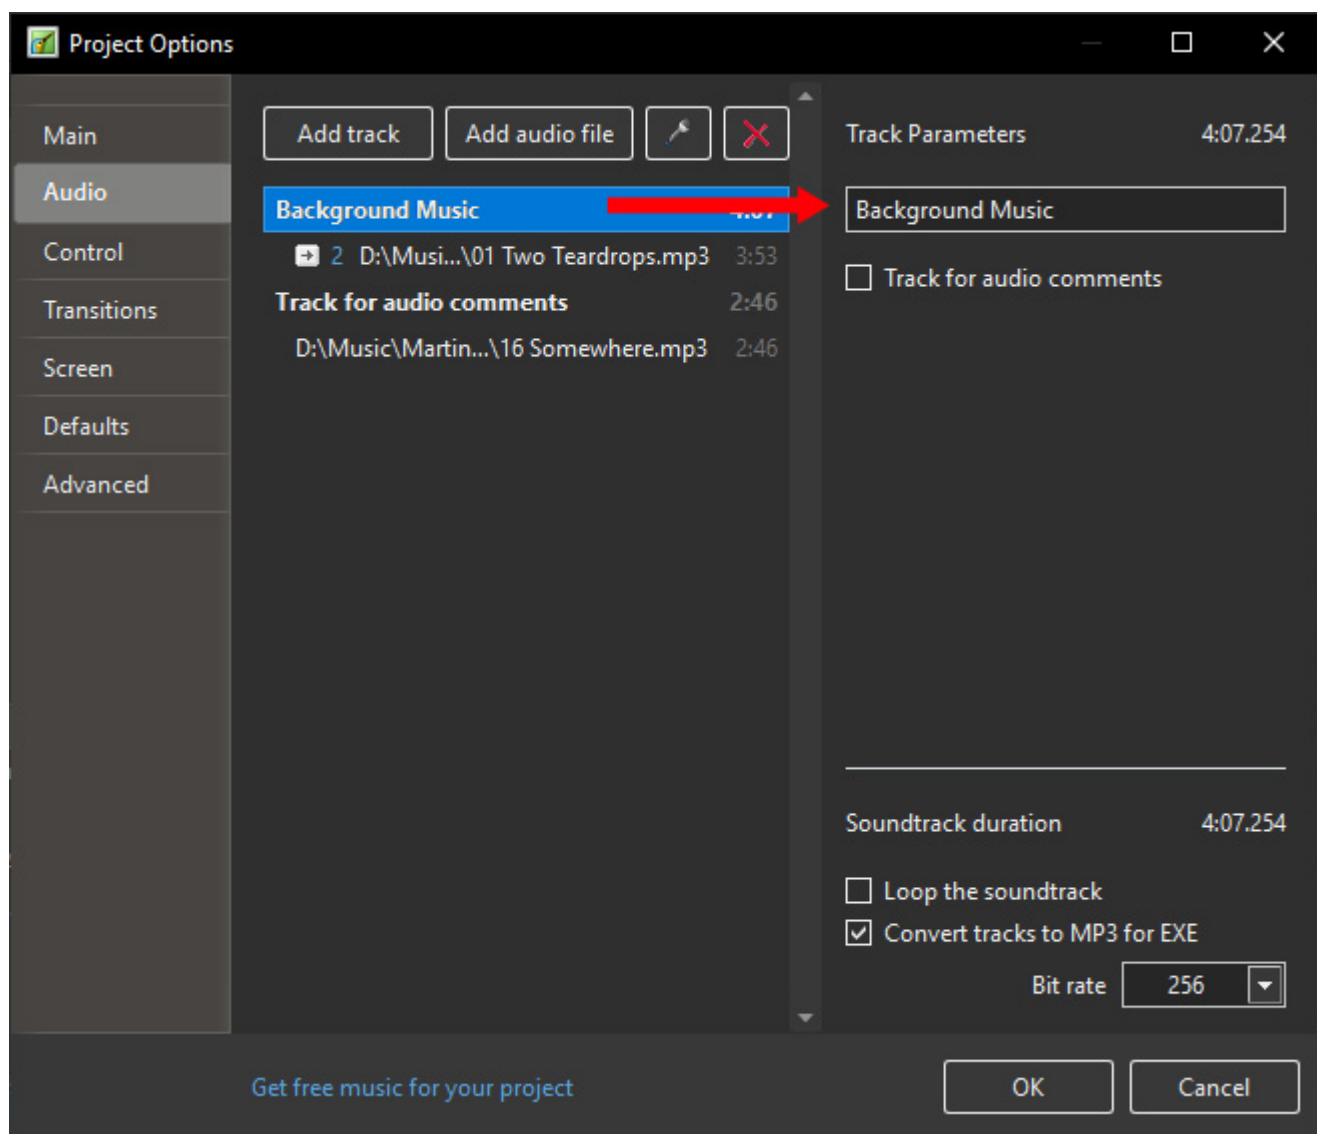 Project Options
Main
Audio
Control
Transitions
Screen
Defaults
Advanced
Add track
Add audio file
Background Music
2 D:\Musi...\01 Two Teardrops.mp3 3:53
Track for audio comments 2:46
D:\Music\Martin...\16 Somewhere.mp3 2:46
Track Parameters 4:07.254
Background Music
Track for audio comments
Soundtrack duration 4:07.254
Loop the soundtrack
Convert tracks to MP3 for EXE
Bit rate 256
Get free music for your project
OK
Cancel